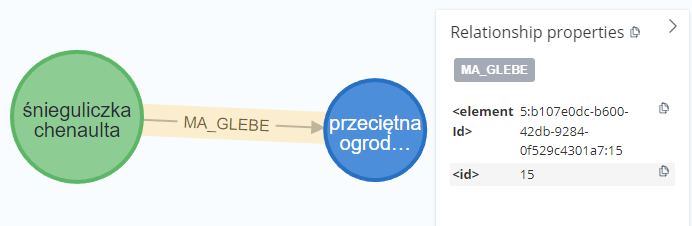 śnieguliczka
chenaulta
MA_GLEBE
przeciętna
ogrod…
Relationship properties
MA_GLEBE
<element 5:b107e0dc-b600-
Id> 42db-9284-
0f529c4301a7:15
<id> 15